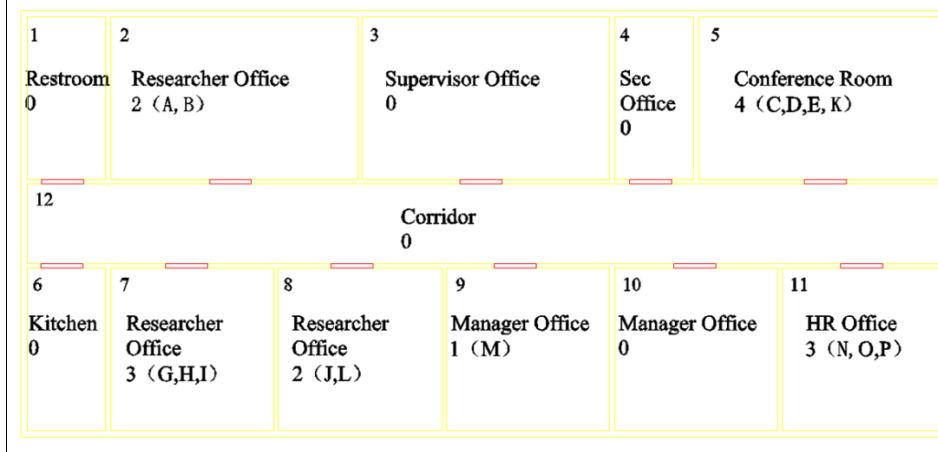 1
Restroom
0
2
Researcher Office
2 (A, B)
3
Supervisor Office
0
4
Sec
Office
0
5
Conference Room
4 (C,D,E, K)
12
Corridor
0
6
Kitchen
0
7
Researcher
Office
3 (G,H,I)
8
Researcher
Office
2 (J,L)
9
Manager Office
1 (M)
10
Manager Office
0
11
HR Office
3 (N, O,P)